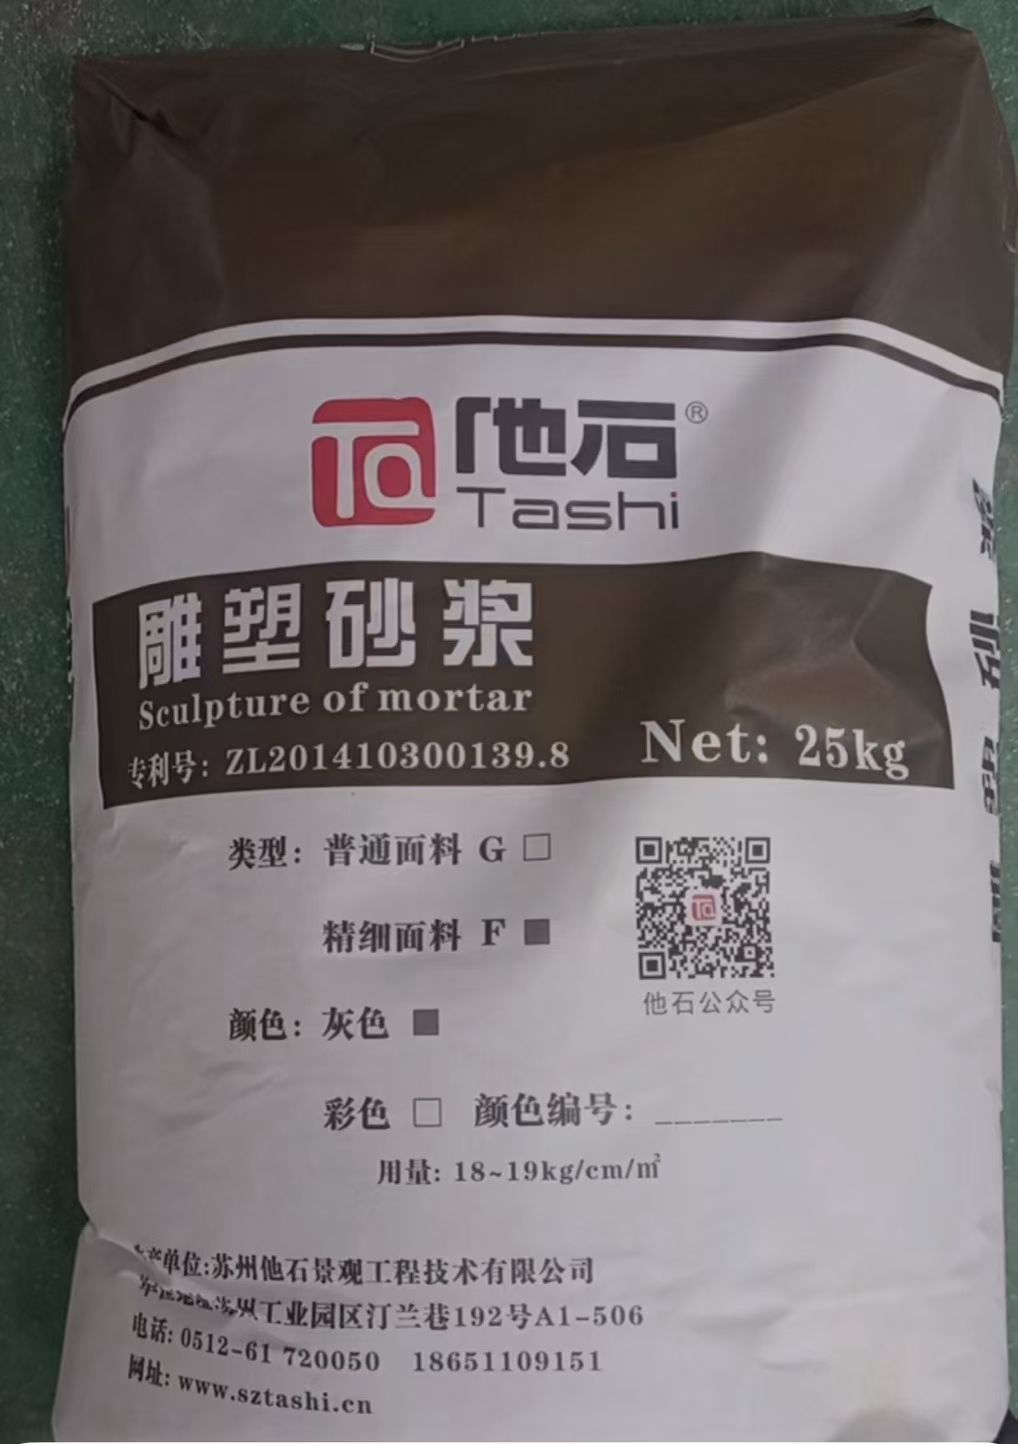 他石®
Tashi
雕塑砂浆
Sculpture of mortar
专利号：ZL201410300139.8
Net: 25kg
类型：普通面料 G □
精细面料 F ■
他石公众号
颜色：灰色 ■
彩色 □ 颜色编号：_______
用量: 18~19kg/cm/㎡
生产单位:苏州他石景观工程技术有限公司
工业园区汀兰巷192号A1-506
电话: 0512-61 720050 18651109151
网址: www.sztashi.cn